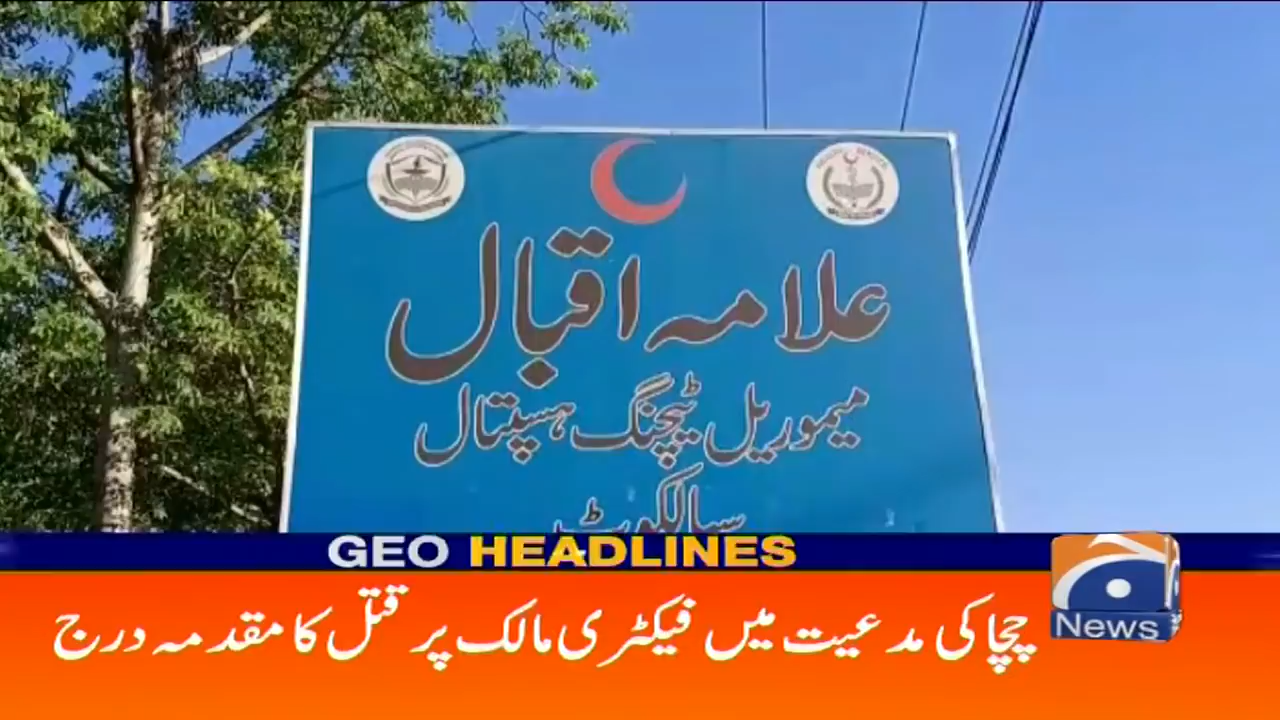 علامہ اقبال
میموریل ٹیچنگ ہسپتال
سیالکوٹ
GEO HEADLINES
News
چچا کی مدعیت میں فیکٹری مالک پر قتل کا مقدمہ درج